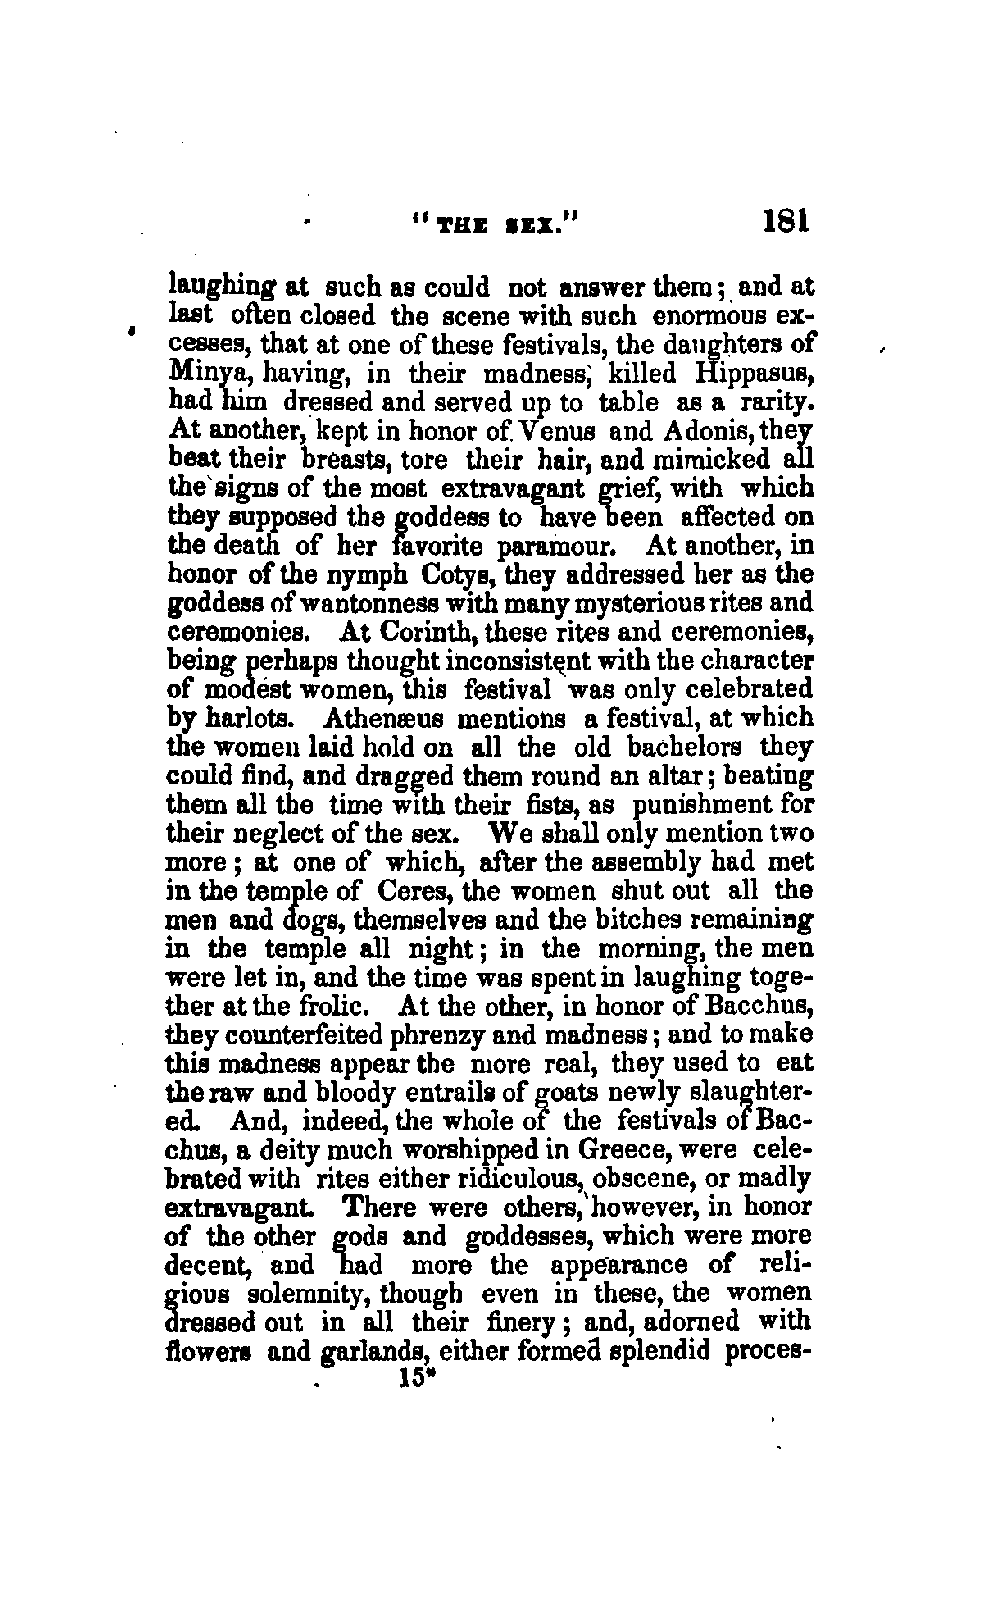 "THE SEX." 181
laughing at such as could not answer them; and at
last often closed the scene with such enormous ex-
cesses, that at one of these festivals, the daughters of
Minya, having, in their madness, killed Hippasus,
had him dressed and served up to table as a rarity.
At another, kept in honor of Venus and Adonis, they
beat their breasts, tore their hair, and mimicked all
the signs of the most extravagant grief, with which
they supposed the goddess to have been affected on
the death of her favorite paramour. At another, in
honor of the nymph Cotys, they addressed her as the
goddess of wantonness with many mysterious rites and
ceremonies. At Corinth, these rites and ceremonies,
being perhaps thought inconsistent with the character
of modest women, this festival was only celebrated
by harlots. Athenæus mentions a festival, at which
the women laid hold on all the old bachelors they
could find, and dragged them round an altar; beating
them all the time with their fists, as punishment for
their neglect of the sex. We shall only mention two
more; at one of which, after the assembly had met
in the temple of Ceres, the women shut out all the
men and dogs, themselves and the bitches remaining
in the temple all night; in the morning, the men
were let in, and the time was spent in laughing toge-
ther at the frolic. At the other, in honor of Bacchus,
they counterfeited phrenzy and madness; and to make
this madness appear the more real, they used to eat
the raw and bloody entrails of goats newly slaughter-
ed. And, indeed, the whole of the festivals of Bac-
chus, a deity much worshipped in Greece, were cele-
brated with rites either ridiculous, obscene, or madly
extravagant. There were others, however, in honor
of the other gods and goddesses, which were more
decent, and had more the appearance of reli-
gious solemnity, though even in these, the women
dressed out in all their finery; and, adorned with
flowers and garlands, either formed splendid proces-
15*